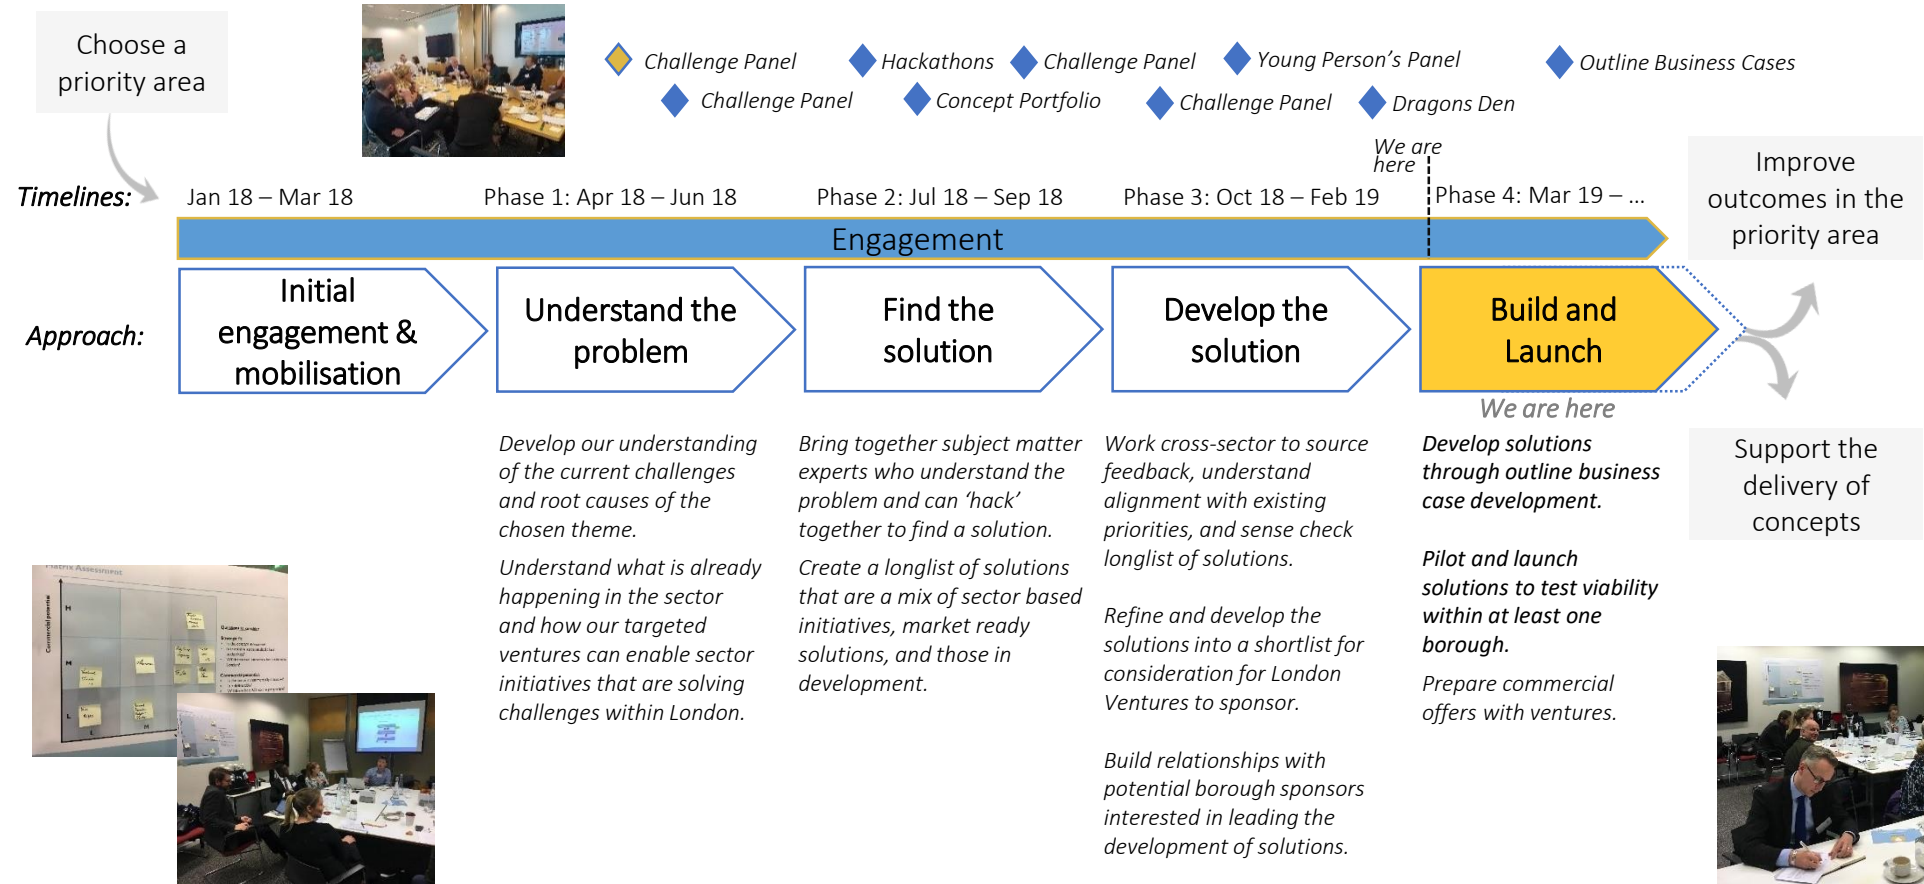 Choose a
priority area
Challenge Panel
Hackathons
Challenge Panel
Young Person's Panel
Outline Business Cases
Challenge Panel
Concept Portfolio
Challenge Panel
Dragons Den
We are
here
Timelines:
Jan 18 – Mar 18
Phase 1: Apr 18 – Jun 18
Phase 2: Jul 18 – Sep 18
Phase 3: Oct 18 – Feb 19
Phase 4: Mar 19 – ...
Improve
outcomes in the
priority area
Engagement
Approach:
Initial
engagement &
mobilisation
Understand the
problem
Find the
solution
Develop the
solution
Build and
Launch
We are here
Develop our understanding
of the current challenges
and root causes of the
chosen theme.
Understand what is already
happening in the sector
and how our targeted
ventures can enable sector
initiatives that are solving
challenges within London.
Bring together subject matter
experts who understand the
problem and can ‘hack’
together to find a solution.
Create a longlist of solutions
that are a mix of sector based
initiatives, market ready
solutions, and those in
development.
Work cross-sector to source
feedback, understand
alignment with existing
priorities, and sense check
longlist of solutions.
Refine and develop the
solutions into a shortlist for
consideration for London
Ventures to sponsor.
Build relationships with
potential borough sponsors
interested in leading the
development of solutions.
Develop solutions
through outline business
case development.
Pilot and launch
solutions to test viability
within at least one
borough.
Prepare commercial
offers with ventures.
Support the
delivery of
concepts
Matrix Assessment
Commercial potential
H
M
L
L
M